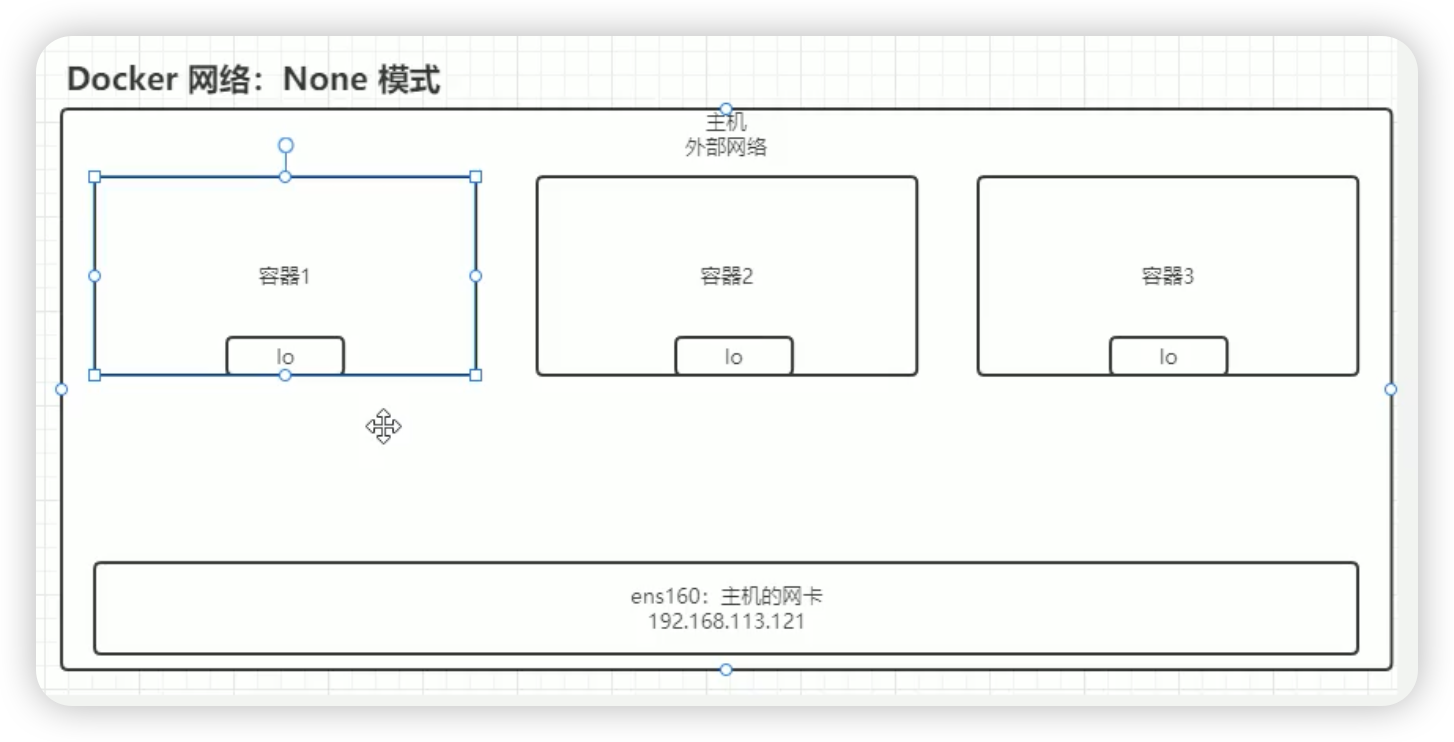 Docker 网络：None 模式
主机
外部网络
容器1
lo
容器2
lo
容器3
lo
ens160：主机的网卡
192.168.113.121